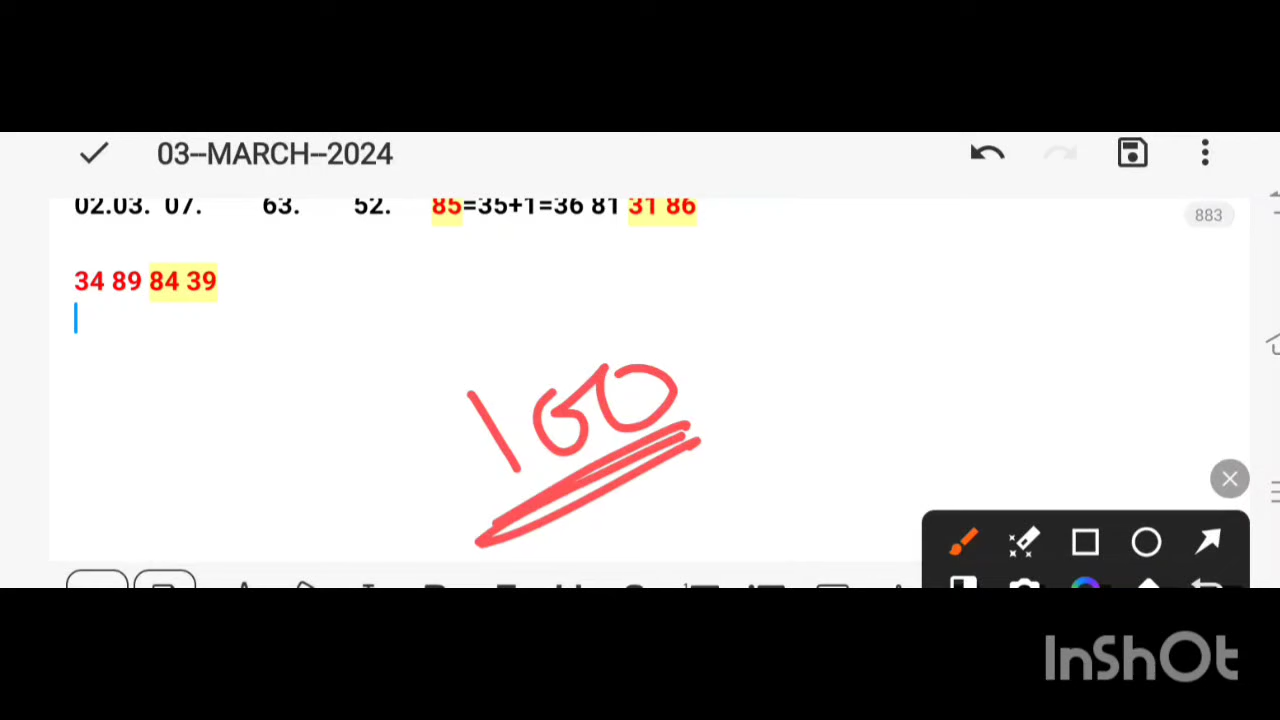 03--MARCH--2024
02.03. 07. 63. 52. 85=35+1=36 81 31 86
883
34 89 84 39
100
InShOt